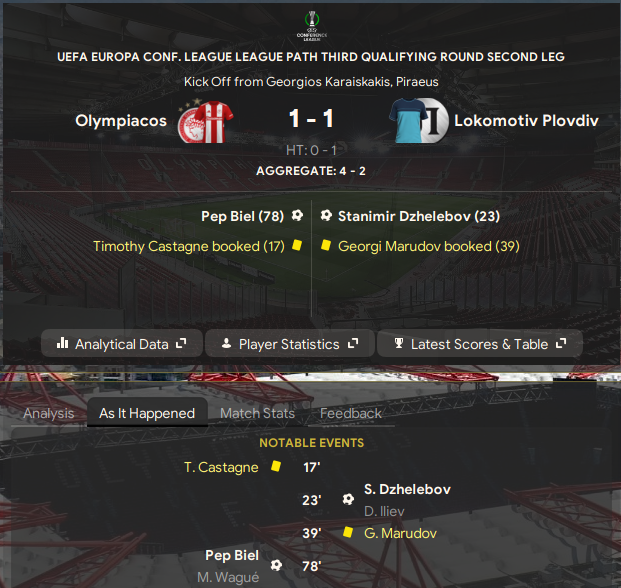 CONFERENCE
LEAGUE
UEFA EUROPA CONF. LEAGUE LEAGUE PATH THIRD QUALIFYING ROUND SECOND LEG
Kick Off from Georgios Karaiskakis, Piraeus
Olympiacos 1 - 1 Lokomotiv Plovdiv
HT: 0 - 1
AGGREGATE: 4 - 2
Pep Biel (78) Stanimir Dzhelebov (23)
Timothy Castagne booked (17) Georgi Marudov booked (39)
Analytical Data Player Statistics Latest Scores & Table
Analysis As It Happened Match Stats Feedback
NOTABLE EVENTS
T. Castagne 17'
23' S. Dzhelebov
D. Iliev
39' G. Marudov
Pep Biel 78'
M. Wagué